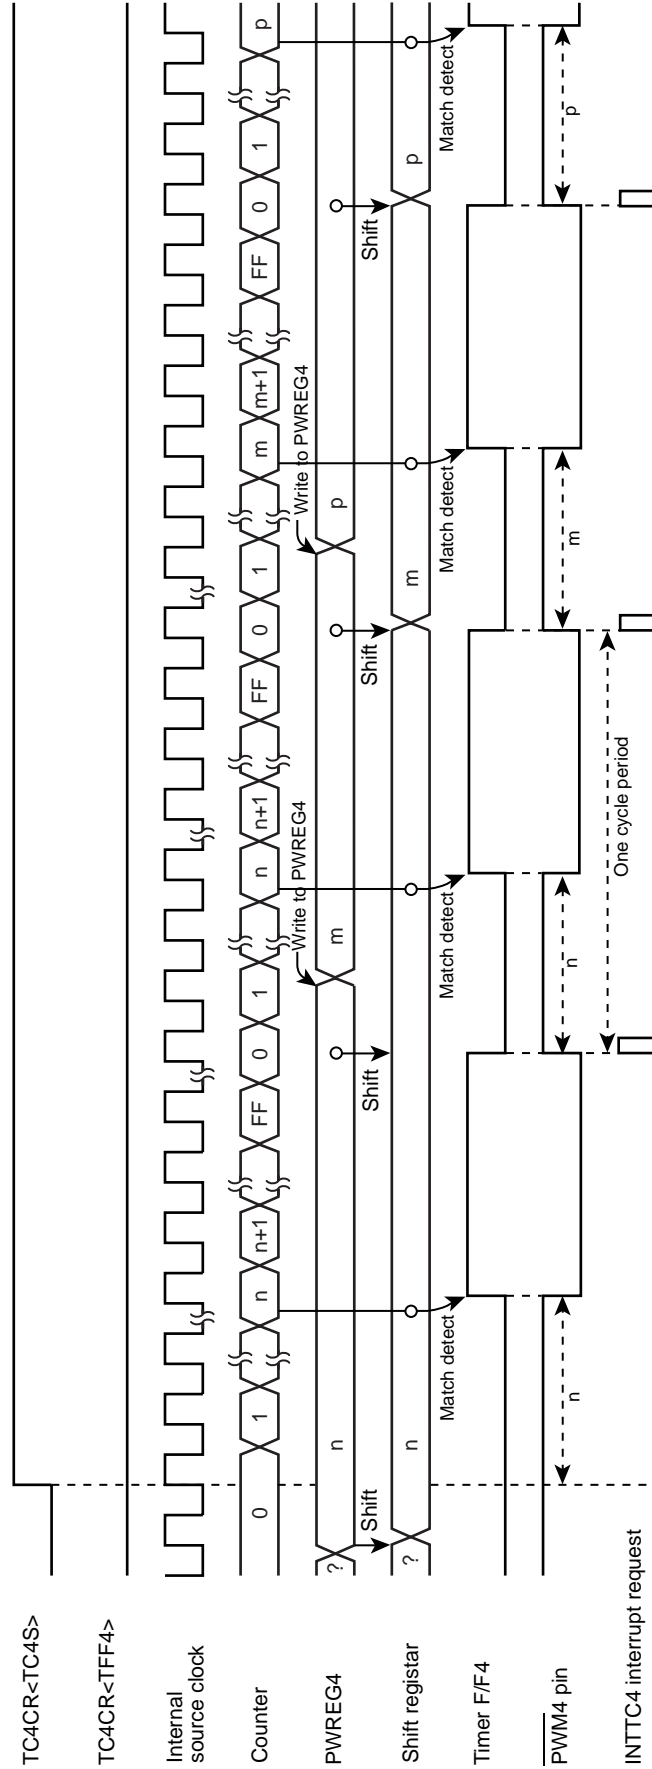 TC4CR<TC4S>
TC4CR<TFF4>
Internal
source clock
Counter 0 1 n n+1 FF 0 1 n n+1 FF 0 1 m m+1 FF 0 1 p
Write to PWREG4 Write to PWREG4
PWREG4 ? n m p
Shift Shift Shift Shift
Shift registar ? n m p
Match detect Match detect Match detect Match detect
Timer F/F4
PWM4 pin n n m p
One cycle period
INTTC4 interrupt request